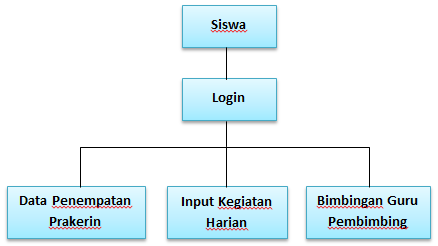 Siswa
Login
Data Penempatan
Prakerin
Input Kegiatan
Harian
Bimbingan Guru
Pembimbing